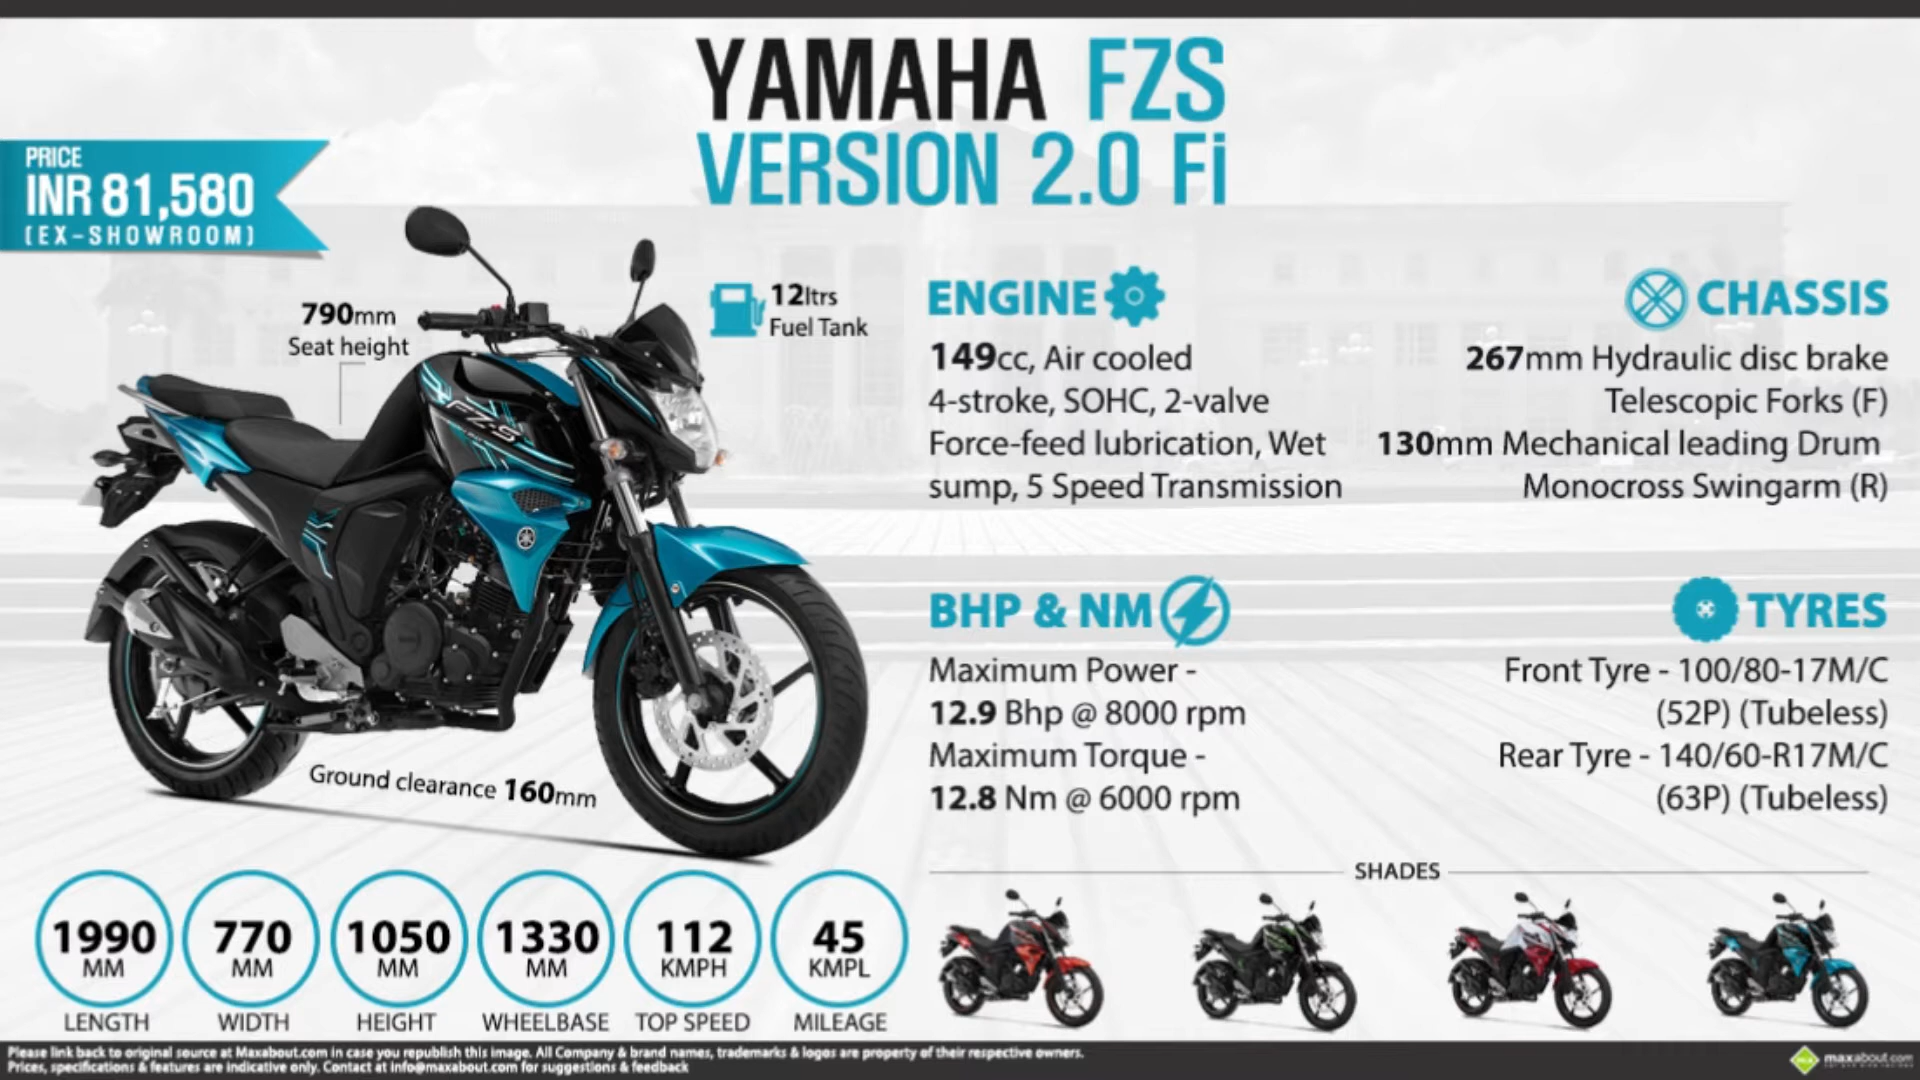 YAMAHA FZS
VERSION 2.0 Fi
PRICE
INR 81,580
(EX-SHOWROOM)
790mm
Seat height
12ltrs
Fuel Tank
FZ-S
Ground clearance 160mm
ENGINE
149cc, Air cooled
4-stroke, SOHC, 2-valve
Force-feed lubrication, Wet
sump, 5 Speed Transmission
CHASSIS
267mm Hydraulic disc brake
Telescopic Forks (F)
130mm Mechanical leading Drum
Monocross Swingarm (R)
BHP & NM
Maximum Power -
12.9 Bhp @ 8000 rpm
Maximum Torque -
12.8 Nm @ 6000 rpm
TYRES
Front Tyre - 100/80-17M/C
(52P) (Tubeless)
Rear Tyre - 140/60-R17M/C
(63P) (Tubeless)
1990
MM
LENGTH
770
MM
WIDTH
1050
MM
HEIGHT
1330
MM
WHEELBASE
112
KMPH
TOP SPEED
45
KMPL
MILEAGE
SHADES
Please link back to original source at Maxabout.com in case you republish this image. All Company & brand names, trademarks & logos are property of their respective owners.
Prices, specifications & features are indicative only. Contact at info@maxabout.com for suggestions & feedback
maxabout.com